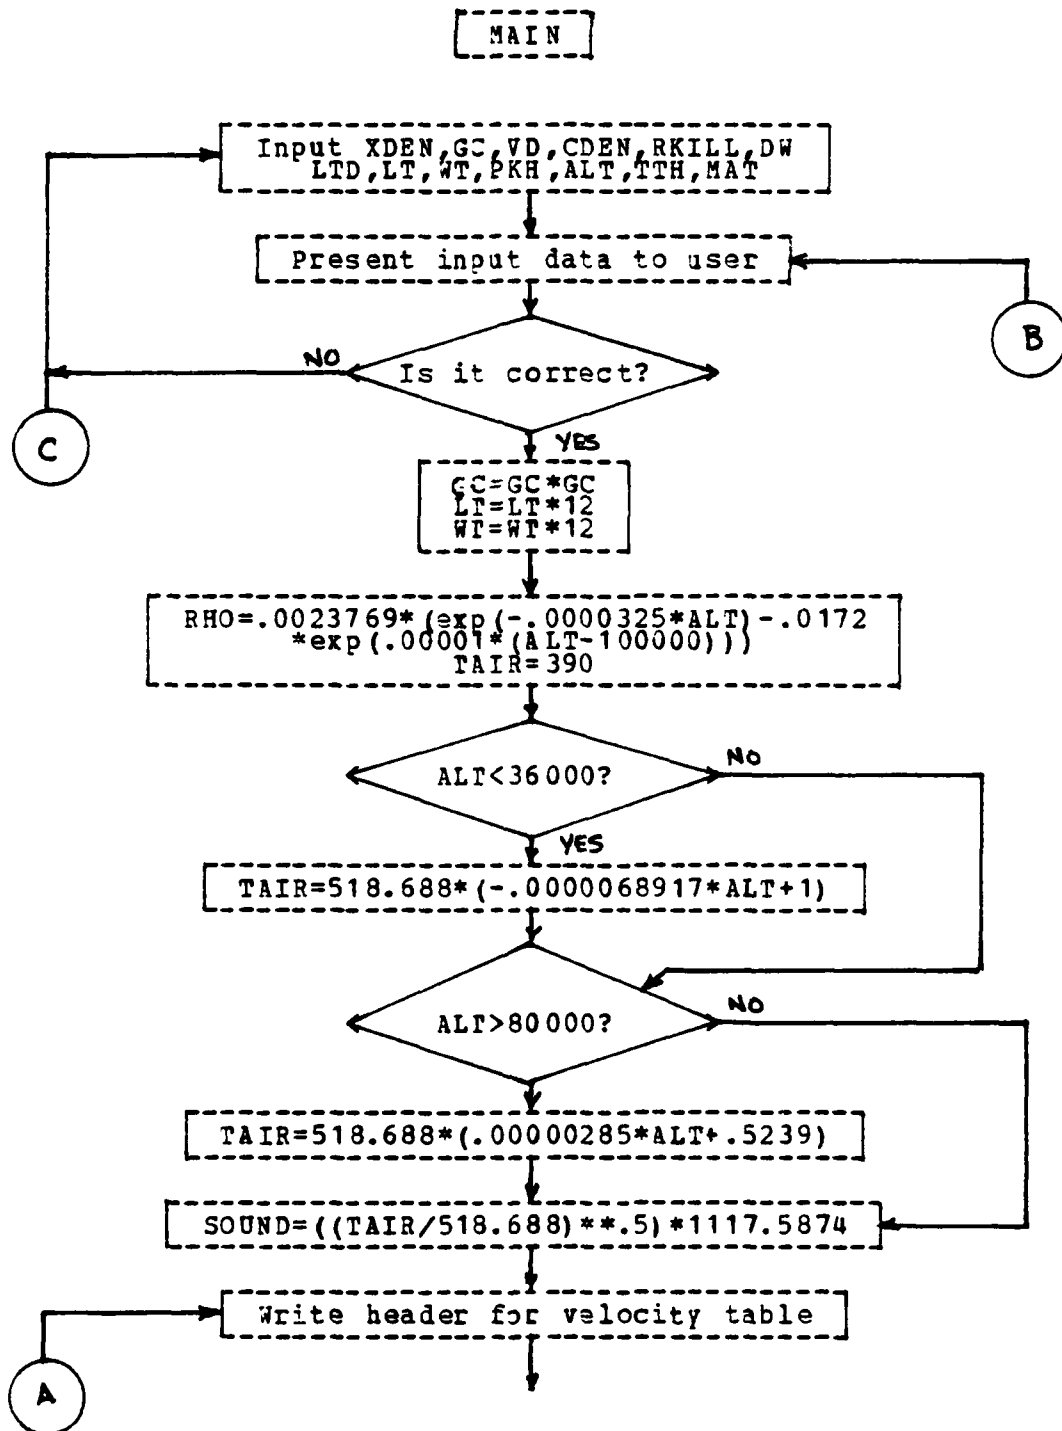 MAIN
Input XDEN,GC,VD,CDEN,RKILL,DW
LTD,LT,WT,PKH,ALT,TTH,MAT
Present input data to user
B
NO
Is it correct?
C
YES
GC=GC*GC
LT=LT*12
WT=WT*12
RHO=.0023769*(exp(-.0000325*ALT)-.0172
*exp(.00001*(ALT-100000)))
TAIR=390
NO
ALT<36000?
YES
TAIR=518.688*(-.0000068917*ALT+1)
NO
ALT>80000?
TAIR=518.688*(.00000285*ALT+.5239)
SOUND=((TAIR/518.688)**.5)*1117.5874
Write header for velocity table
A